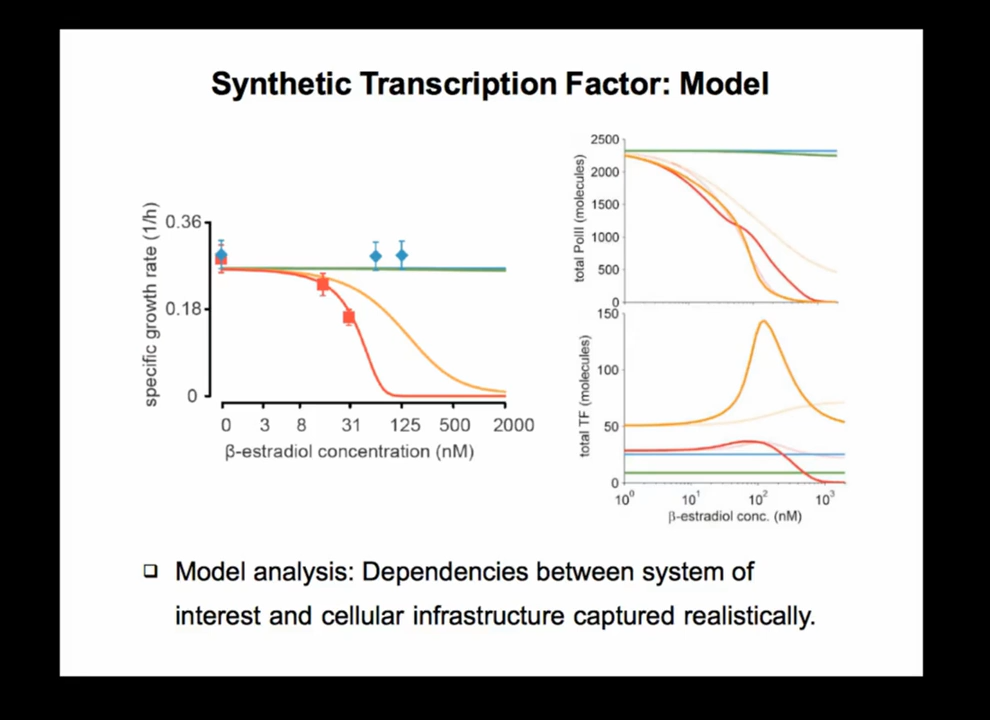 Synthetic Transcription Factor: Model
specific growth rate (1/h)
0.36
0.18
0
0 3 8 31 125 500 2000
β-estradiol concentration (nM)
total PolII (molecules)
2500
2000
1500
1000
500
0
total TF (molecules)
150
100
50
0
10⁰ 10¹ 10² 10³
β-estradiol conc. (nM)
❑ Model analysis: Dependencies between system of
interest and cellular infrastructure captured realistically.